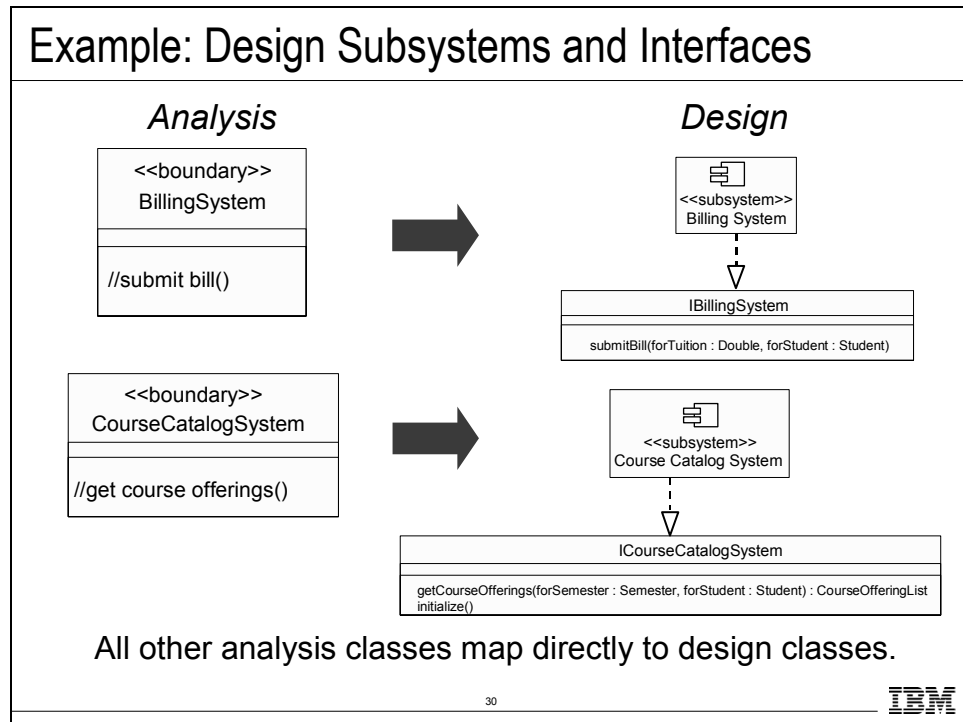 Example: Design Subsystems and Interfaces
Analysis
Design
<<boundary>>
BillingSystem
//submit bill()
<<subsystem>>
Billing System
IBillingSystem
submitBill(forTuition : Double, forStudent : Student)
<<boundary>>
CourseCatalogSystem
//get course offerings()
<<subsystem>>
Course Catalog System
ICourseCatalogSystem
getCourseOfferings(forSemester : Semester, forStudent : Student) : CourseOfferingList
initialize()
All other analysis classes map directly to design classes.
30
IBM